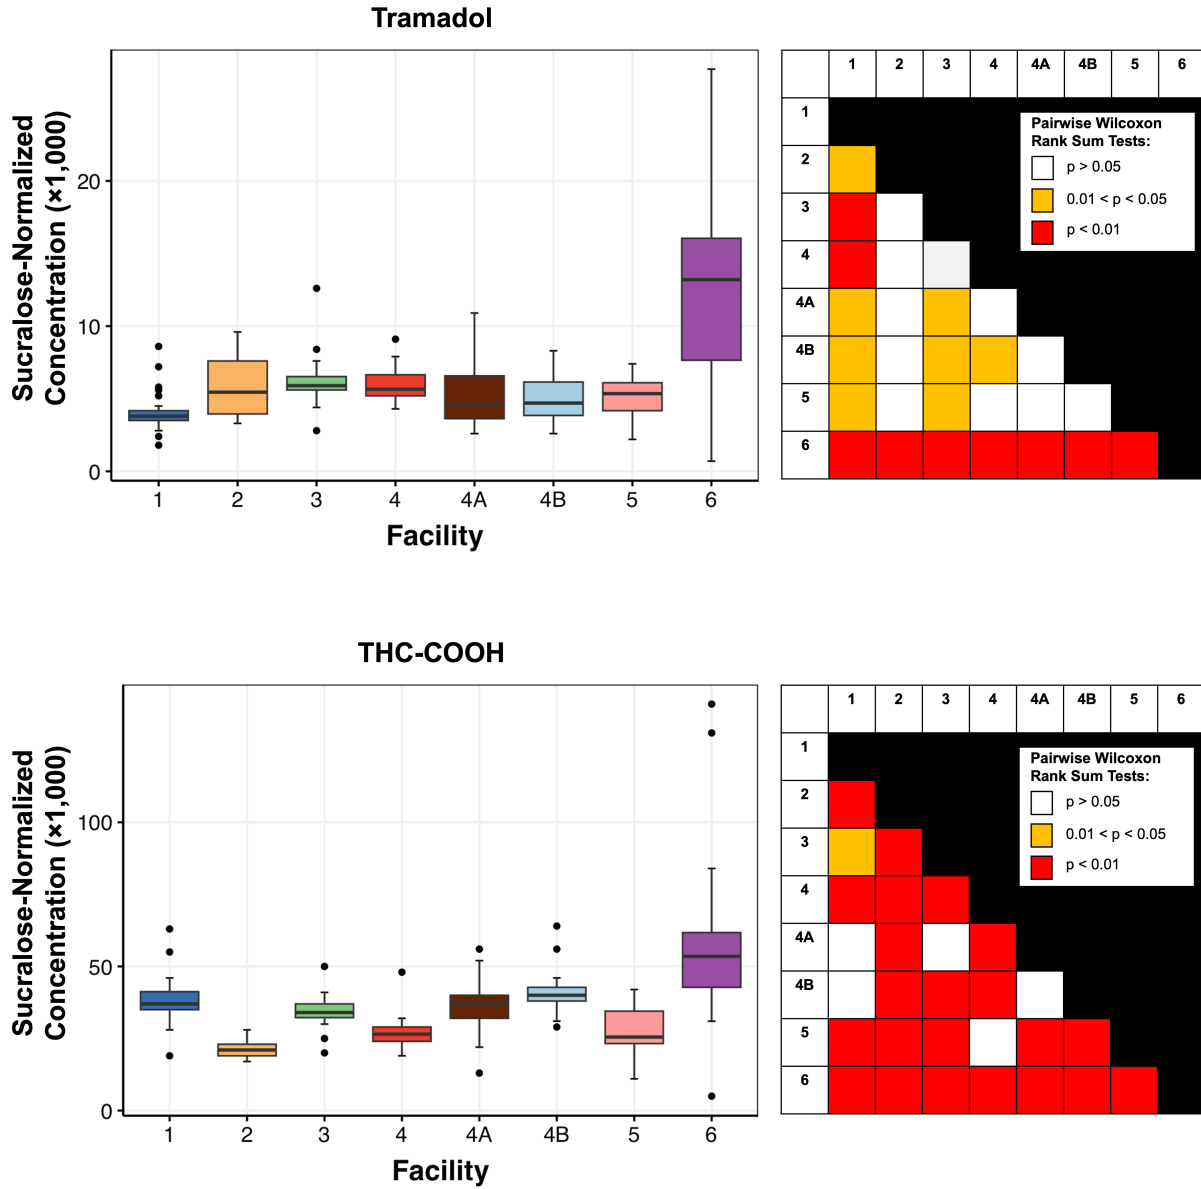 Tramadol
Sucralose-Normalized
Concentration (×1,000)
20
10
0
1 2 3 4 4A 4B 5 6
Facility
1 2 3 4 4A 4B 5 6
1
2
3
4
4A
4B
5
6
Pairwise Wilcoxon
Rank Sum Tests:
p > 0.05
0.01 < p < 0.05
p < 0.01
THC-COOH
Sucralose-Normalized
Concentration (×1,000)
100
50
0
1 2 3 4 4A 4B 5 6
Facility
1 2 3 4 4A 4B 5 6
1
2
3
4
4A
4B
5
6
Pairwise Wilcoxon
Rank Sum Tests:
p > 0.05
0.01 < p < 0.05
p < 0.01